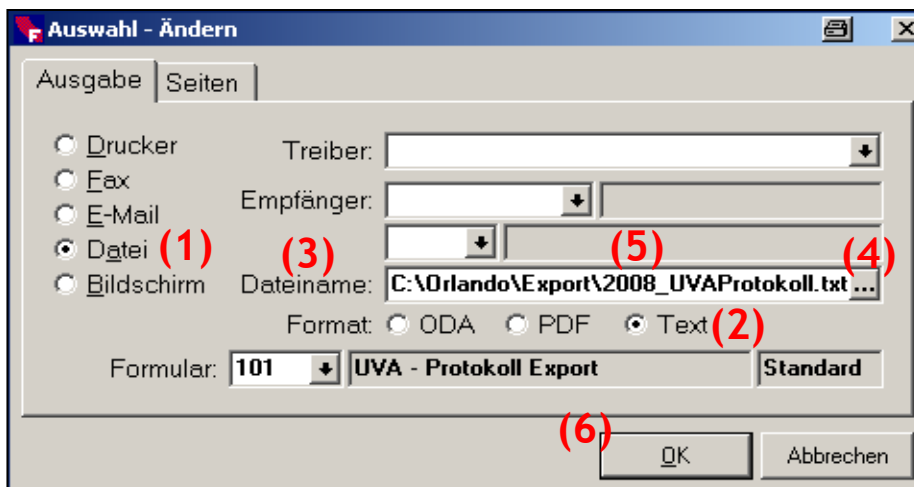 Auswahl - Ändern
Ausgabe Seiten
Drucker Treiber:
Fax
Empfänger:
E-Mail
Datei (1) (3) (5) (4)
Bildschirm Dateiname: C:\Orlando\Export\2008_UVAProtokoll.txt ...
Format: ODA PDF Text (2)
Formular: 101 UVA - Protokoll Export Standard
(6) OK Abbrechen